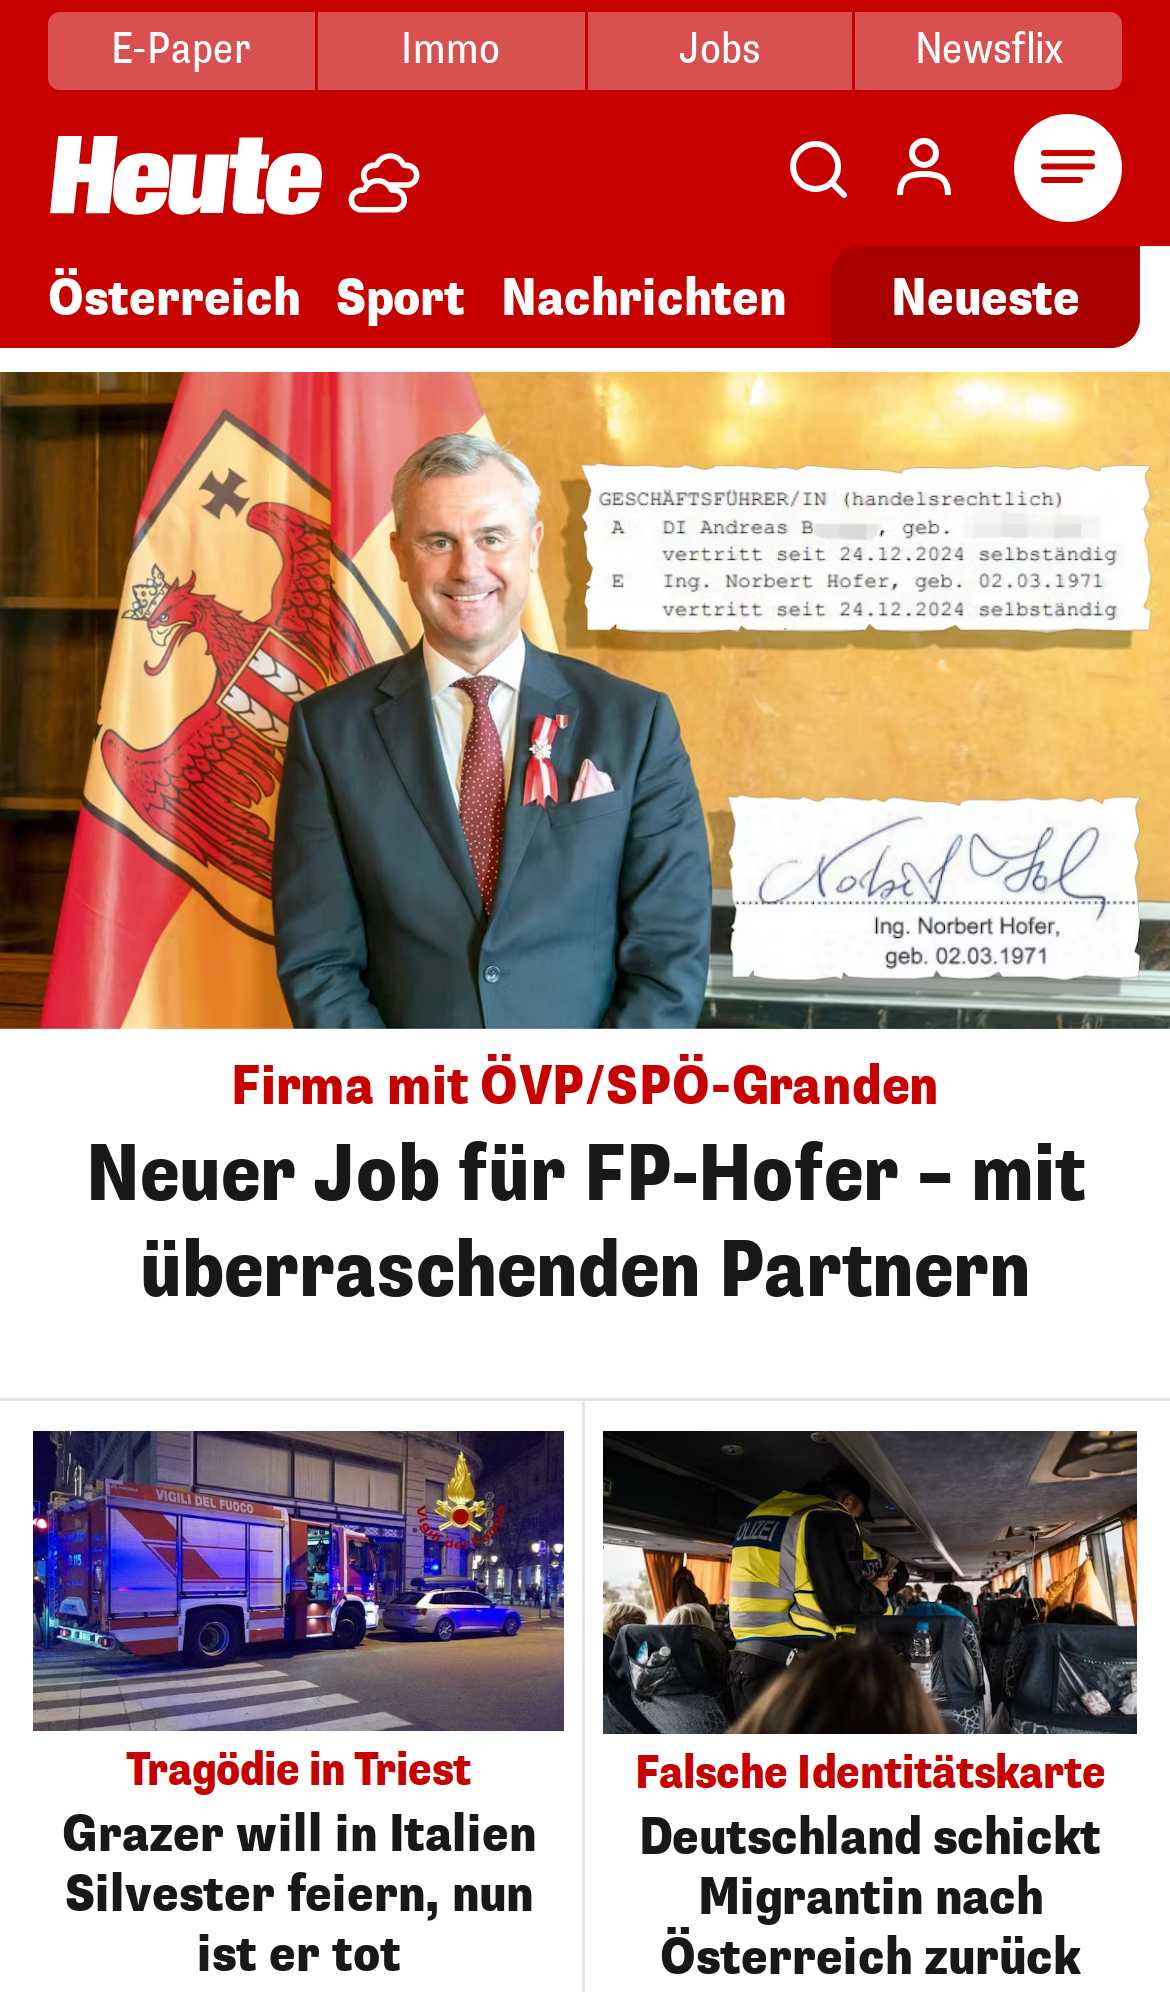 E-Paper Immo Jobs Newsflix
Heute
Österreich Sport Nachrichten Neueste
GESCHÄFTSFÜHRER/IN (handelsrechtlich)
A DI Andreas B , geb.
vertritt seit 24.12.2024 selbständig
E Ing. Norbert Hofer, geb. 02.03.1971
vertritt seit 24.12.2024 selbständig
Ing. Norbert Hofer,
geb. 02.03.1971
Firma mit ÖVP/SPÖ-Granden
Neuer Job für FP-Hofer – mit
überraschenden Partnern
VIGILI DEL FUOCO
115
POLIZEI
Tragödie in Triest
Grazer will in Italien
Silvester feiern, nun
ist er tot
Falsche Identitätskarte
Deutschland schickt
Migrantin nach
Österreich zurück